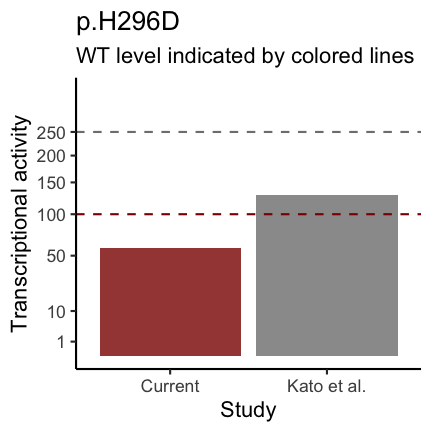 p.H296D
WT level indicated by colored lines
Transcriptional activity
250
200
150
100
50
10
1
Current
Kato et al.
Study